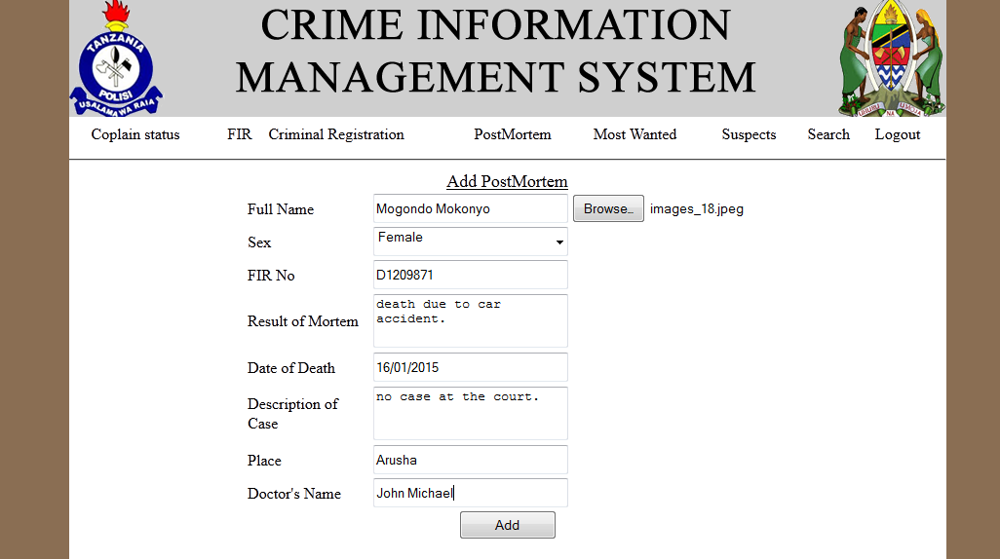 CRIME INFORMATION
MANAGEMENT SYSTEM
TANZANIA
POLISI
USALAMA WA RAIA
UHURU NA UMOJA
Coplain status FIR Criminal Registration PostMortem Most Wanted Suspects Search Logout
Add PostMortem
Full Name Mogondo Mokonyo Browse_ images_18.jpeg
Sex Female
FIR No D1209871
Result of Mortem death due to car
accident.
Date of Death 16/01/2015
Description of
Case no case at the court.
Place Arusha
Doctor's Name John Michael
Add